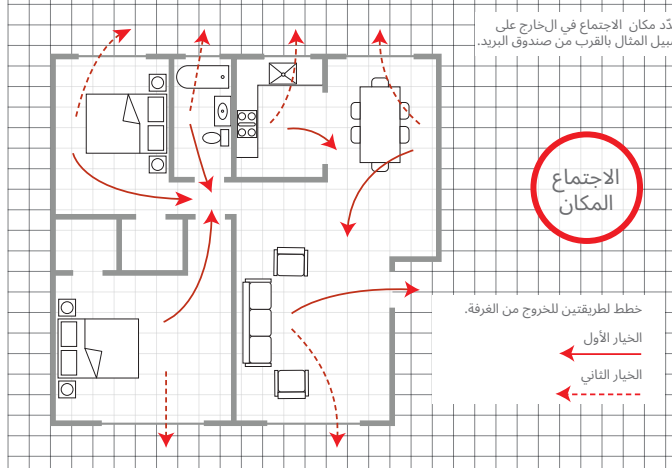 دّد مكان الاجتماع في الخارج على
سبيل المثال بالقرب من صندوق البريد.
الاجتماع
المكان
خطط لطريقتين للخروج من الغرفة.
الخيار الأول
الخيار الثاني